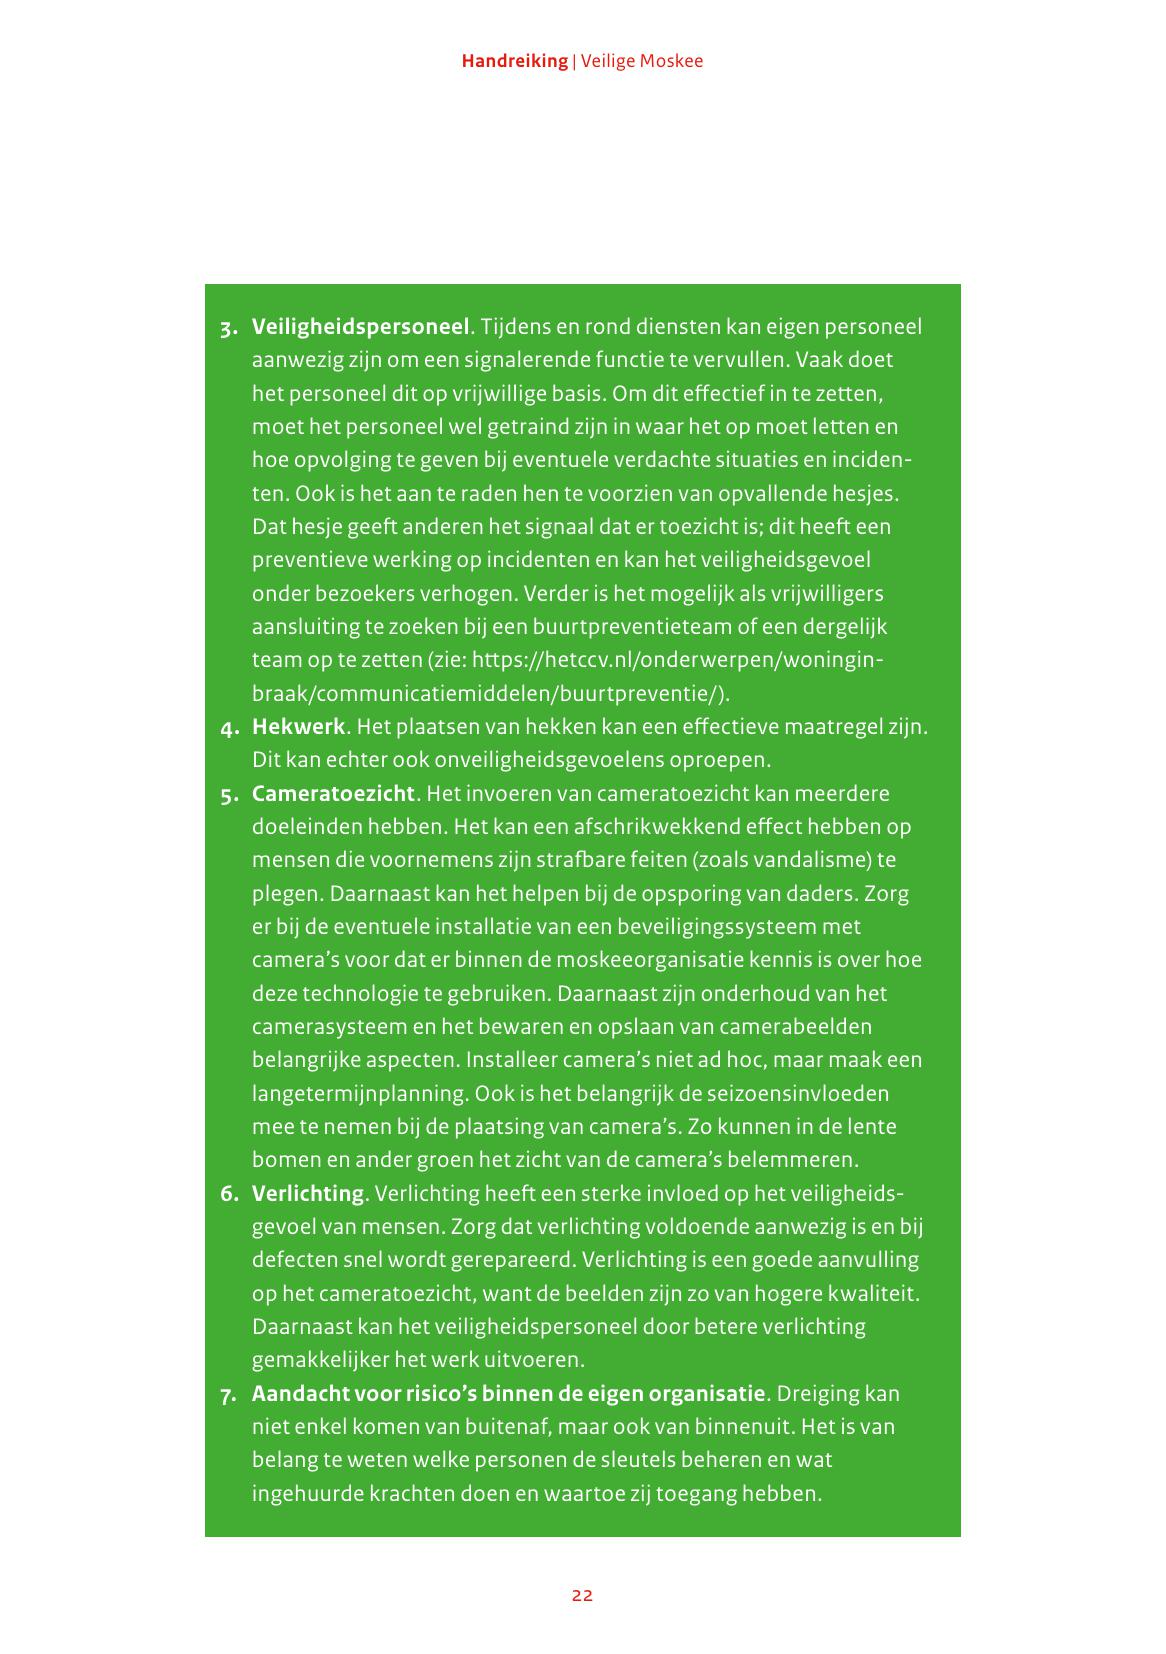 Handreiking | Veilige Moskee
3. Veiligheidspersoneel. Tijdens en rond diensten kan eigen personeel
aanwezig zijn om een signalerende functie te vervullen. Vaak doet
het personeel dit op vrijwillige basis. Om dit effectief in te zetten,
moet het personeel wel getraind zijn in waar het op moet letten en
hoe opvolging te geven bij eventuele verdachte situaties en inciden-
ten. Ook is het aan te raden hen te voorzien van opvallende hesjes.
Dat hesje geeft anderen het signaal dat er toezicht is; dit heeft een
preventieve werking op incidenten en kan het veiligheidsgevoel
onder bezoekers verhogen. Verder is het mogelijk als vrijwilligers
aansluiting te zoeken bij een buurtpreventieteam of een dergelijk
team op te zetten (zie: https://hetccv.nl/onderwerpen/woningin-
braak/communicatiemiddelen/buurtpreventie/).
4. Hekwerk. Het plaatsen van hekken kan een effectieve maatregel zijn.
Dit kan echter ook onveiligheidsgevoelens oproepen.
5. Cameratoezicht. Het invoeren van cameratoezicht kan meerdere
doeleinden hebben. Het kan een afschrikwekkend effect hebben op
mensen die voornemens zijn strafbare feiten (zoals vandalisme) te
plegen. Daarnaast kan het helpen bij de opsporing van daders. Zorg
er bij de eventuele installatie van een beveiligingssysteem met
camera's voor dat er binnen de moskeeorganisatie kennis is over hoe
deze technologie te gebruiken. Daarnaast zijn onderhoud van het
camerasysteem en het bewaren en opslaan van camerabeelden
belangrijke aspecten. Installeer camera's niet ad hoc, maar maak een
langetermijnplanning. Ook is het belangrijk de seizoensinvloeden
mee te nemen bij de plaatsing van camera's. Zo kunnen in de lente
bomen en ander groen het zicht van de camera's belemmeren.
6. Verlichting. Verlichting heeft een sterke invloed op het veiligheids-
gevoel van mensen. Zorg dat verlichting voldoende aanwezig is en bij
defecten snel wordt gerepareerd. Verlichting is een goede aanvulling
op het cameratoezicht, want de beelden zijn zo van hogere kwaliteit.
Daarnaast kan het veiligheidspersoneel door betere verlichting
gemakkelijker het werk uitvoeren.
7. Aandacht voor risico's binnen de eigen organisatie. Dreiging kan
niet enkel komen van buitenaf, maar ook van binnenuit. Het is van
belang te weten welke personen de sleutels beheren en wat
ingehuurde krachten doen en waartoe zij toegang hebben.
22